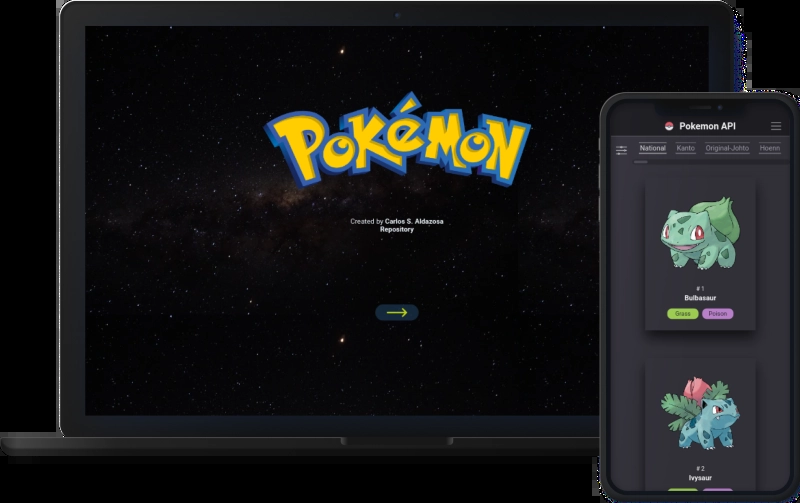 POKÉMON
Created by Carlos S. Aldazosa
Repository
Pokemon API
National Kanto Original-Johto Hoenn
# 1
Bulbasaur
Grass Poison
# 2
Ivysaur